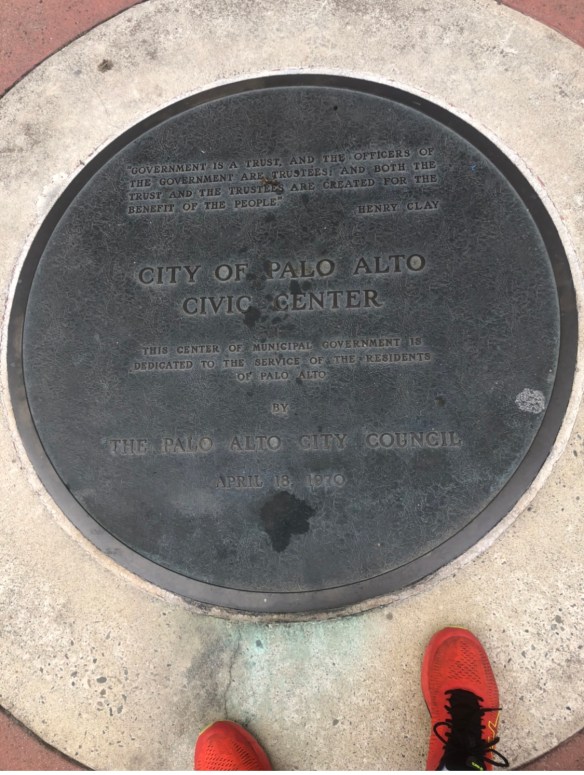 "GOVERNMENT IS A TRUST, AND THE OFFICERS OF
THE GOVERNMENT ARE TRUSTEES; AND BOTH THE
TRUST AND THE TRUSTEES ARE CREATED FOR THE
BENEFIT OF THE PEOPLE" HENRY CLAY
CITY OF PALO ALTO
CIVIC CENTER
THIS CENTER OF MUNICIPAL GOVERNMENT IS
DEDICATED TO THE SERVICE OF THE RESIDENTS
OF PALO ALTO
BY
THE PALO ALTO CITY COUNCIL
APRIL 18, 1970